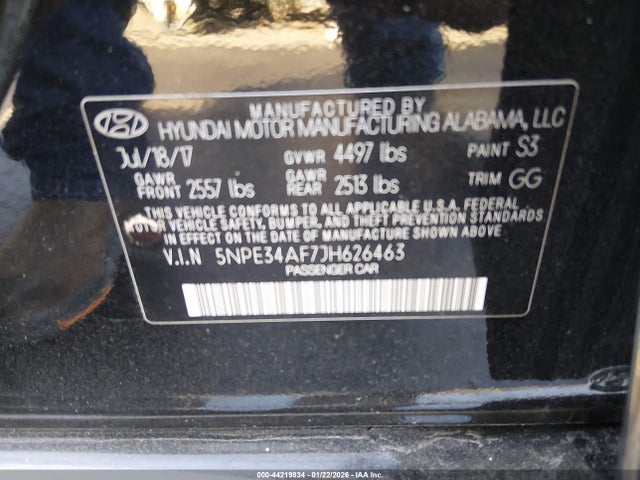 MANUFACTURED BY
HYUNDAI MOTOR MANUFACTURING ALABAMA, LLC
Jul/18/17 GVWR 4497 lbs PAINT S3
GAWR FRONT 2557 lbs GAWR REAR 2513 lbs TRIM GG
THIS VEHICLE CONFORMS TO ALL APPLICABLE U.S.A. FEDERAL
MOTOR VEHICLE SAFETY, BUMPER, AND THEFT PREVENTION STANDARDS
IN EFFECT ON THE DATE OF MANUFACTURE SHOWN ABOVE.
V.I.N 5NPE34AF7JH626463
PASSENGER CAR
000-44219834 | 01/22/2026 | IAA Inc.